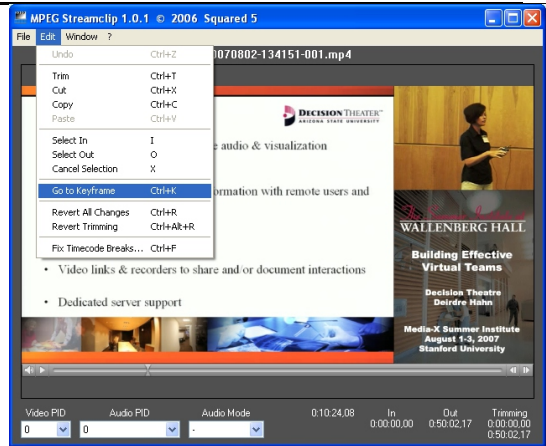 MPEG Streamclip 1.0.1 © 2006 Squared 5
File Edit Window ?
0070802-134151-001.mp4
Undo Ctrl+Z
Trim Ctrl+T
Cut Ctrl+X
Copy Ctrl+C
Paste Ctrl+V
Select In I
Select Out O
Cancel Selection X
Go to Keyframe Ctrl+K
Revert All Changes Ctrl+R
Revert Trimming Ctrl+Alt+R
Fix Timecode Breaks... Ctrl+F
DECISION THEATER
ARIZONA STATE UNIVERSITY
e audio & visualization
ormation with remote users and
• Video links & recorders to share and/or document interactions
• Dedicated server support
WALLENBERG HALL
Building Effective
Virtual Teams
Decision Theatre
Deirdre Hahn
Media-X Summer Institute
August 1-3, 2007
Stanford University
Video PID Audio PID Audio Mode 0:10:24,08 In Out Trimming
0 0 - 0:00:00,00 0:50:02,17 0:00:00,00
0:50:02,17